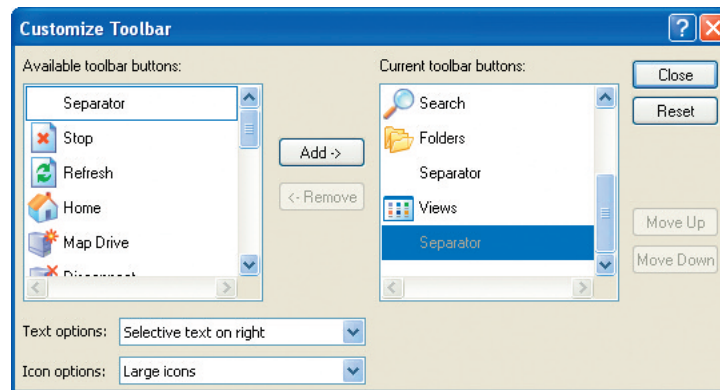 Customize Toolbar
Available toolbar buttons:
Separator
Stop
Refresh
Home
Map Drive
Disconnect
Add ->
<- Remove
Current toolbar buttons:
Search
Folders
Separator
Views
Separator
Close
Reset
Move Up
Move Down
Text options: Selective text on right
Icon options: Large icons